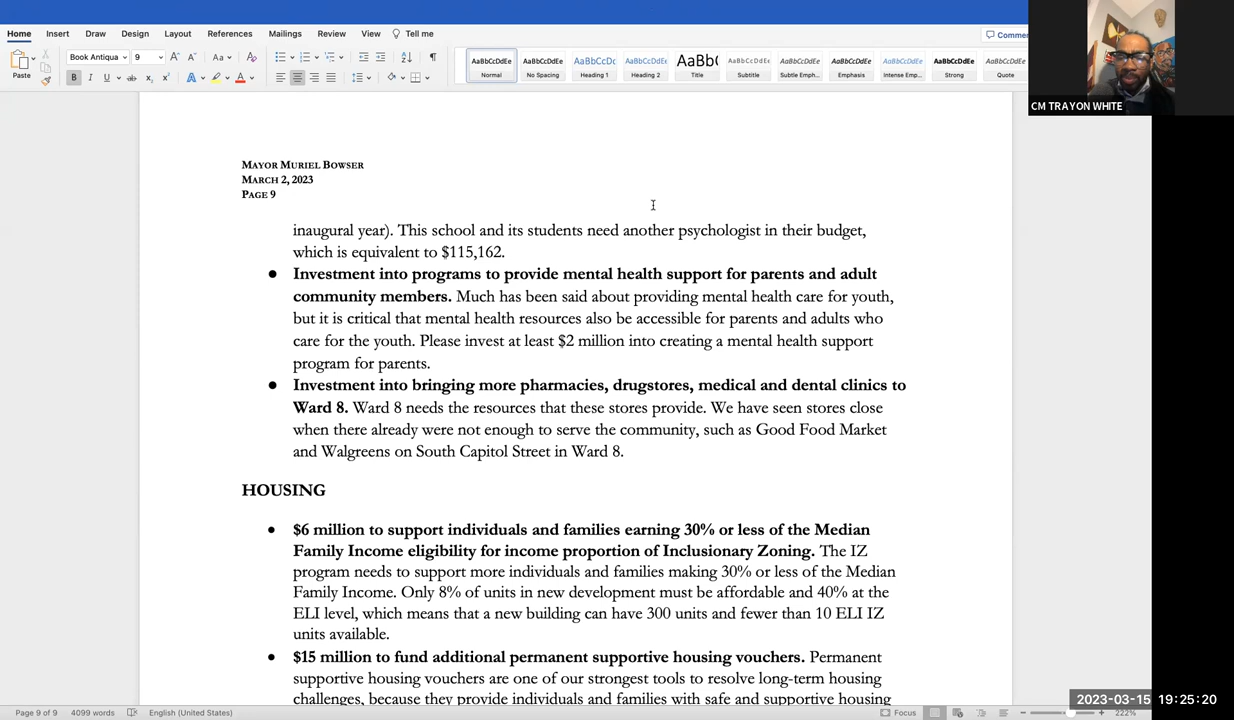 Home Insert Draw Design Layout References Mailings Review View Tell me
Comme
Paste
Book Antiqua 9
AaBbCcDdEe AaBbCcDdEe AaBbCcDc AaBbCcDdE AaBb( AaBbCcDdEe AaBbCcDdEe AaBbCcDdEe AaBbCcDdEe AaBbCcDdEe AaBbCcDdEe
Normal No Spacing Heading 1 Heading 2 Title Subtitle Subtle Emph... Emphasis Intense Emp... Strong Quote
CM TRAYON WHITE
MAYOR MURIEL BOWSER
MARCH 2, 2023
PAGE 9
inaugural year). This school and its students need another psychologist in their budget,
which is equivalent to $115,162.
● Investment into programs to provide mental health support for parents and adult
community members. Much has been said about providing mental health care for youth,
but it is critical that mental health resources also be accessible for parents and adults who
care for the youth. Please invest at least $2 million into creating a mental health support
program for parents.
● Investment into bringing more pharmacies, drugstores, medical and dental clinics to
Ward 8. Ward 8 needs the resources that these stores provide. We have seen stores close
when there already were not enough to serve the community, such as Good Food Market
and Walgreens on South Capitol Street in Ward 8.
HOUSING
● $6 million to support individuals and families earning 30% or less of the Median
Family Income eligibility for income proportion of Inclusionary Zoning. The IZ
program needs to support more individuals and families making 30% or less of the Median
Family Income. Only 8% of units in new development must be affordable and 40% at the
ELI level, which means that a new building can have 300 units and fewer than 10 ELI IZ
units available.
● $15 million to fund additional permanent supportive housing vouchers. Permanent
supportive housing vouchers are one of our strongest tools to resolve long-term housing
challenges, because they provide individuals and families with safe and supportive housing
2023-03-15 19:25:20
Page 9 of 9 4099 words English (United States) Focus 222%